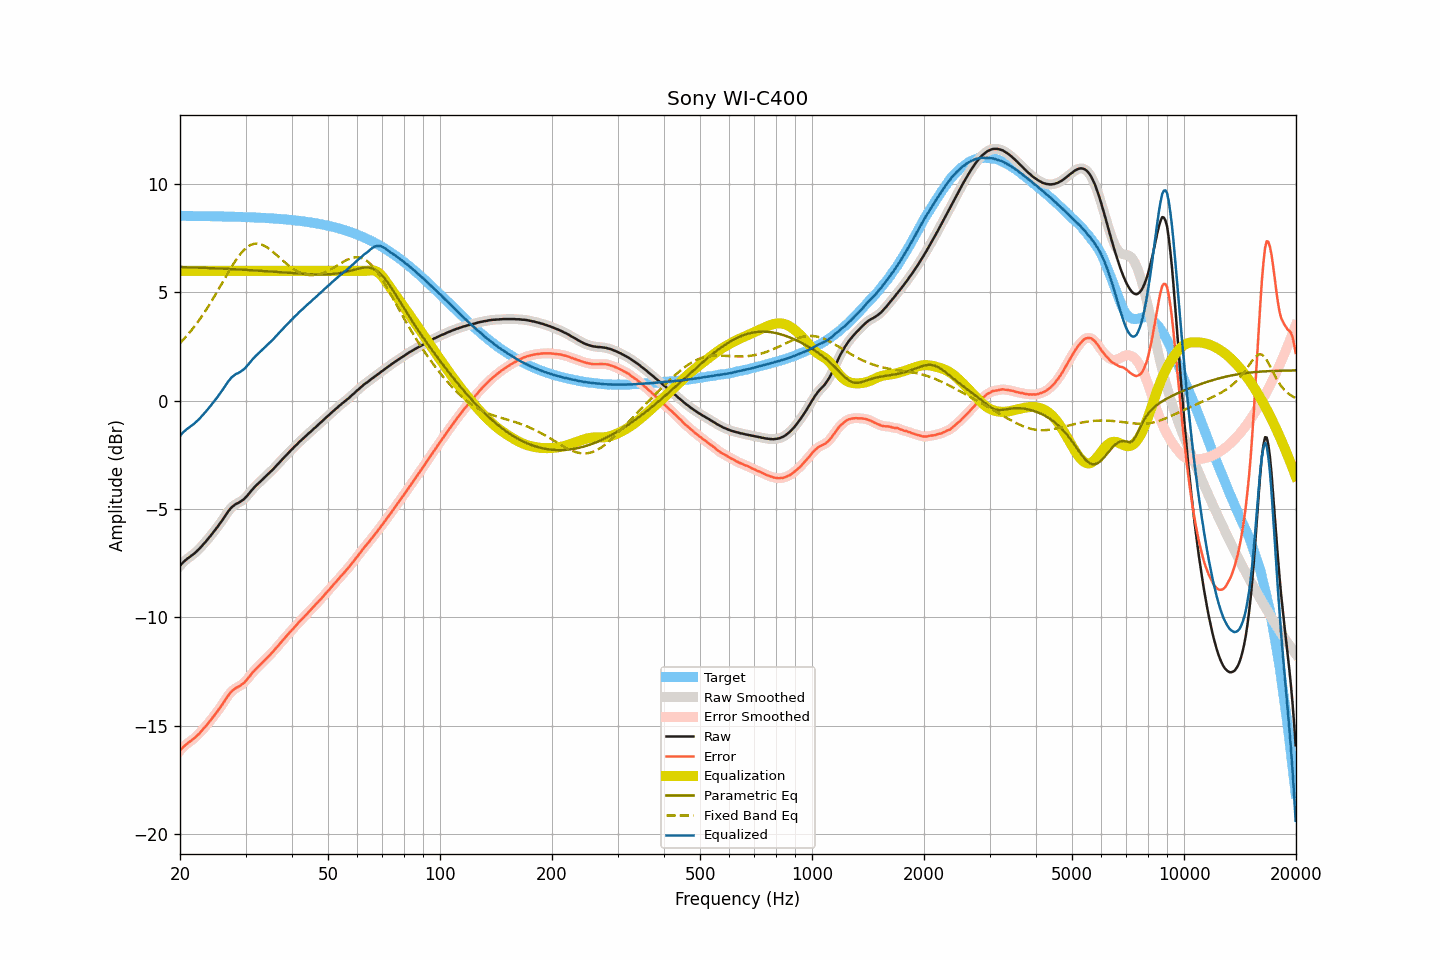 Sony WI-C400
10
5
0
−5
−10
−15
−20
Amplitude (dBr)
Target
Raw Smoothed
Error Smoothed
Raw
Error
Equalization
Parametric Eq
Fixed Band Eq
Equalized
20 50 100 200 500 1000 2000 5000 10000 20000
Frequency (Hz)